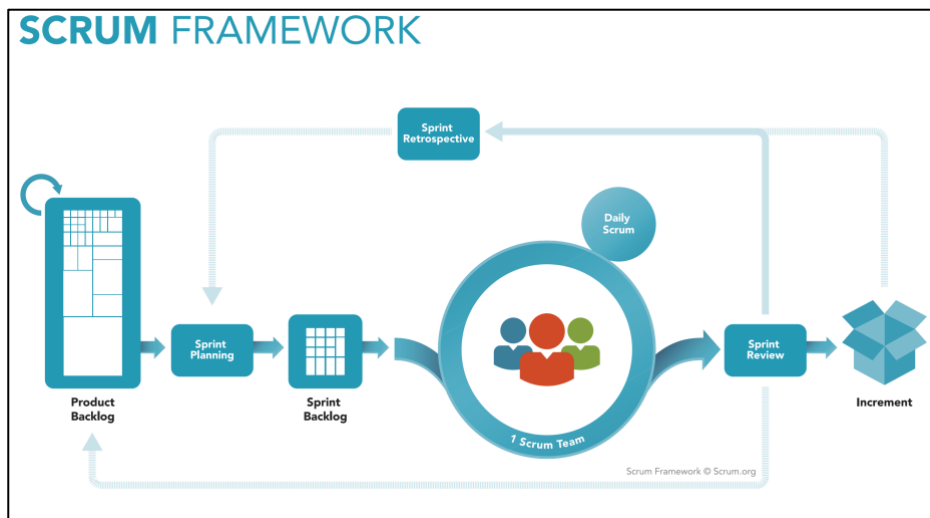 SCRUM FRAMEWORK
Sprint
Retrospective
Daily
Scrum
Sprint
Planning
Sprint
Review
Product
Backlog
Sprint
Backlog
1 Scrum Team
Increment
Scrum Framework © Scrum.org